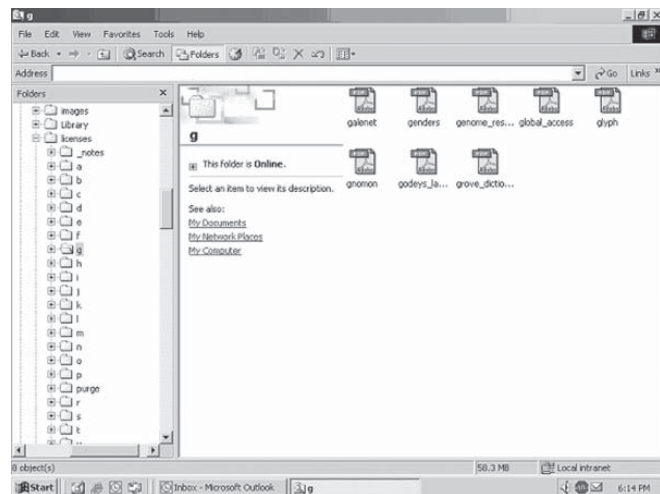 g
File Edit View Favorites Tools Help
Back Search Folders
Address Go Links »
Folders ×
images
Library
licenses
_notes
a
b
c
d
e
f
g
h
i
j
k
l
m
n
o
p
purge
r
s
t
g
This folder is Online.
Select an item to view its description.
See also:
My Documents
My Network Places
My Computer
galenet genders genome_res... global_access glyph
gnomon godeys_la... grove_dictio...
8 object(s) 58.3 MB Local intranet
Start Inbox - Microsoft Outlook g 6:14 PM